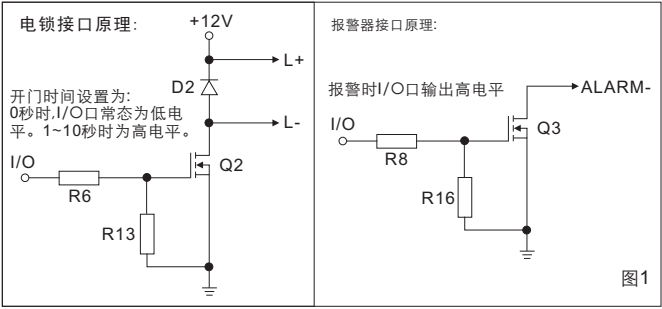 电锁接口原理:
+12V
L+
D2
开门时间设置为:
0秒时,I/O口常态为低电
平。1~10秒时为高电平。
L-
I/O
Q2
R6
R13
报警器接口原理:
报警时I/O口输出高电平
ALARM-
I/O
Q3
R8
R16
图1